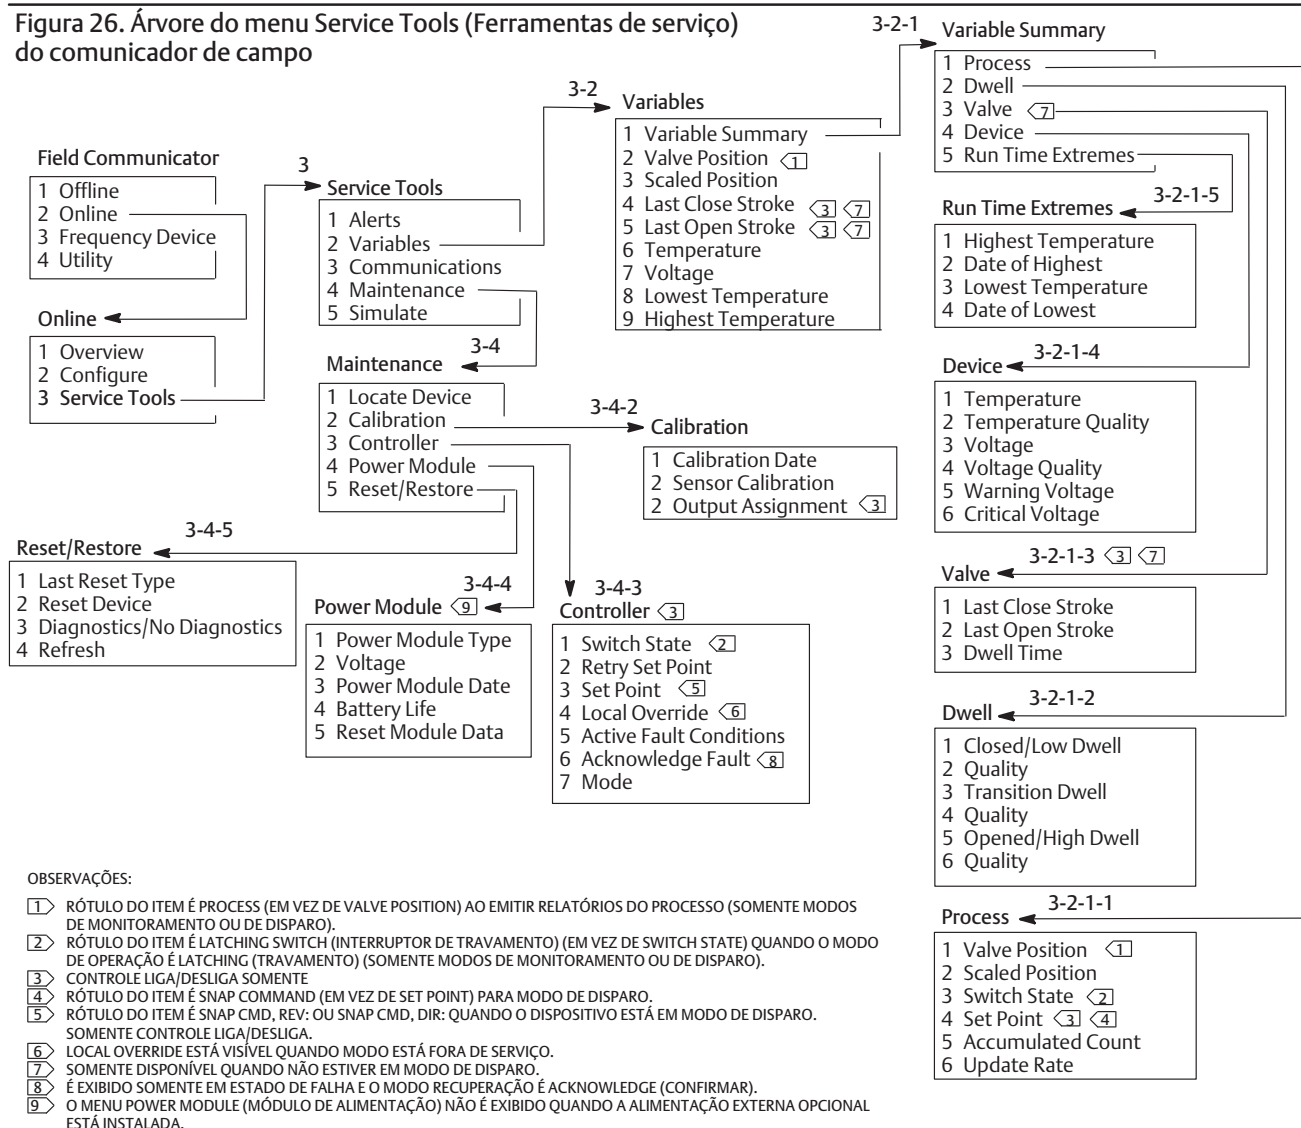 Figura 26. Árvore do menu Service Tools (Ferramentas de serviço)
do comunicador de campo
Field Communicator
1 Offline
2 Online
3 Frequency Device
4 Utility
Online
1 Overview
2 Configure
3 Service Tools
3
Service Tools
1 Alerts
2 Variables
3 Communications
4 Maintenance
5 Simulate
3-2
Variables
1 Variable Summary
2 Valve Position 1
3 Scaled Position
4 Last Close Stroke 3 7
5 Last Open Stroke 3 7
6 Temperature
7 Voltage
8 Lowest Temperature
9 Highest Temperature
3-2-1
Variable Summary
1 Process
2 Dwell
3 Valve 7
4 Device
5 Run Time Extremes
3-2-1-5
Run Time Extremes
1 Highest Temperature
2 Date of Highest
3 Lowest Temperature
4 Date of Lowest
3-2-1-4
Device
1 Temperature
2 Temperature Quality
3 Voltage
4 Voltage Quality
5 Warning Voltage
6 Critical Voltage
3-2-1-3 3 7
Valve
1 Last Close Stroke
2 Last Open Stroke
3 Dwell Time
3-2-1-2
Dwell
1 Closed/Low Dwell
2 Quality
3 Transition Dwell
4 Quality
5 Opened/High Dwell
6 Quality
3-2-1-1
Process
1 Valve Position 1
2 Scaled Position
3 Switch State 2
4 Set Point 3 4
5 Accumulated Count
6 Update Rate
3-4
Maintenance
1 Locate Device
2 Calibration
3 Controller
4 Power Module
5 Reset/Restore
3-4-2
Calibration
1 Calibration Date
2 Sensor Calibration
2 Output Assignment 3
3-4-5
Reset/Restore
1 Last Reset Type
2 Reset Device
3 Diagnostics/No Diagnostics
4 Refresh
3-4-4
Power Module 9
1 Power Module Type
2 Voltage
3 Power Module Date
4 Battery Life
5 Reset Module Data
3-4-3
Controller 3
1 Switch State 2
2 Retry Set Point
3 Set Point 5
4 Local Override 6
5 Active Fault Conditions
6 Acknowledge Fault 8
7 Mode
OBSERVAÇÕES:
1 RÓTULO DO ITEM É PROCESS (EM VEZ DE VALVE POSITION) AO EMITIR RELATÓRIOS DO PROCESSO (SOMENTE MODOS
DE MONITORAMENTO OU DE DISPARO).
2 RÓTULO DO ITEM É LATCHING SWITCH (INTERRUPTOR DE TRAVAMENTO) (EM VEZ DE SWITCH STATE) QUANDO O MODO
DE OPERAÇÃO É LATCHING (TRAVAMENTO) (SOMENTE MODOS DE MONITORAMENTO OU DE DISPARO).
3 CONTROLE LIGA/DESLIGA SOMENTE
4 RÓTULO DO ITEM É SNAP COMMAND (EM VEZ DE SET POINT) PARA MODO DE DISPARO.
5 RÓTULO DO ITEM É SNAP CMD, REV: OU SNAP CMD, DIR: QUANDO O DISPOSITIVO ESTÁ EM MODO DE DISPARO.
SOMENTE CONTROLE LIGA/DESLIGA.
6 LOCAL OVERRIDE ESTÁ VISÍVEL QUANDO MODO ESTÁ FORA DE SERVIÇO.
7 SOMENTE DISPONÍVEL QUANDO NÃO ESTIVER EM MODO DE DISPARO.
8 É EXIBIDO SOMENTE EM ESTADO DE FALHA E O MODO RECUPERAÇÃO É ACKNOWLEDGE (CONFIRMAR).
9 O MENU POWER MODULE (MÓDULO DE ALIMENTAÇÃO) NÃO É EXIBIDO QUANDO A ALIMENTAÇÃO EXTERNA OPCIONAL
ESTÁ INSTALADA.